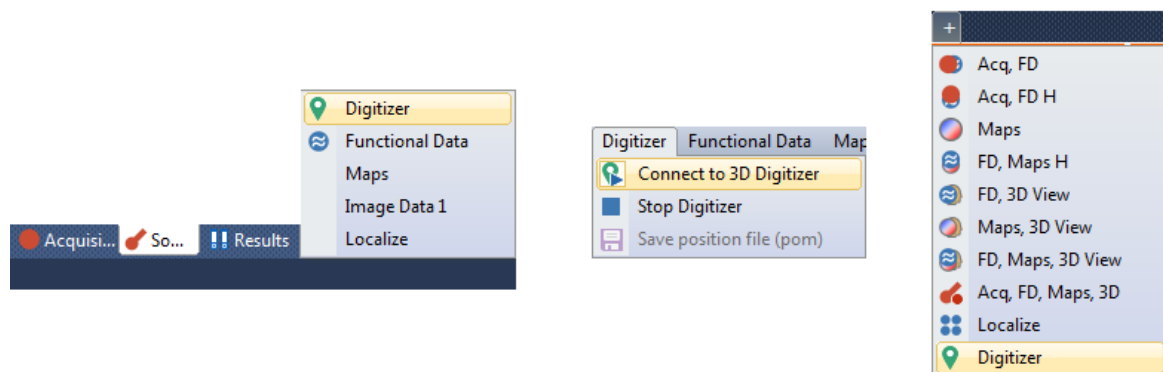 Digitizer
Functional Data
Maps
Image Data 1
Localize
Acquisi... So... Results
Digitizer Functional Data Map
Connect to 3D Digitizer
Stop Digitizer
Save position file (pom)
+
Acq, FD
Acq, FD H
Maps
FD, Maps H
FD, 3D View
Maps, 3D View
FD, Maps, 3D View
Acq, FD, Maps, 3D
Localize
Digitizer